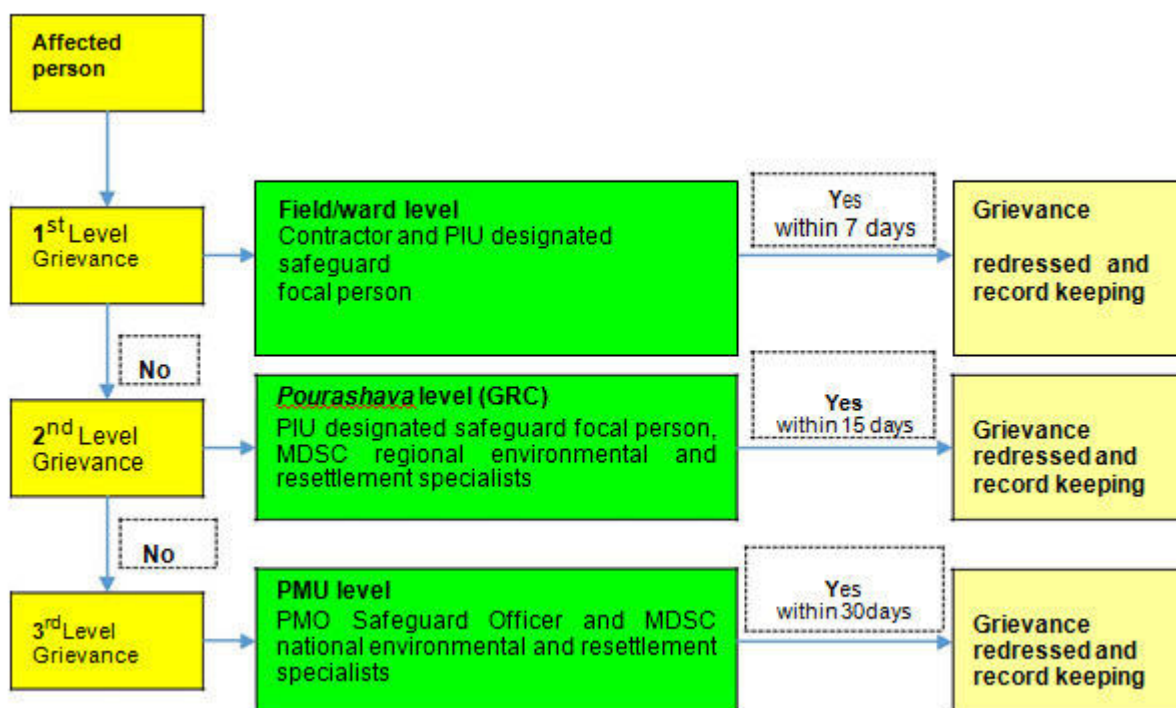 Affected
person
1st Level
Grievance
Field/ward level
Contractor and PIU designated
safeguard
focal person
Yes
within 7 days
Grievance
redressed and
record keeping
No
2nd Level
Grievance
Pourashava level (GRC)
PIU designated safeguard focal person,
MDSC regional environmental and
resettlement specialists
Yes
within 15 days
Grievance
redressed and
record keeping
No
3rd Level
Grievance
PMU level
PMO Safeguard Officer and MDSC
national environmental and resettlement
specialists
Yes
within 30days
Grievance
redressed and
record keeping